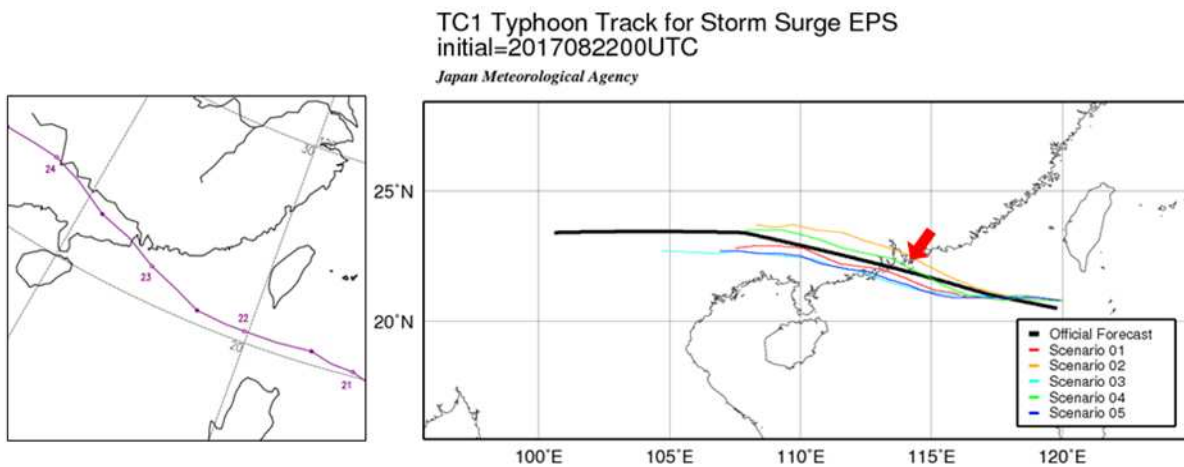 TC1 Typhoon Track for Storm Surge EPS
initial=2017082200UTC
Japan Meteorological Agency
30
24
23
22
20
21
25°N
20°N
Official Forecast
Scenario 01
Scenario 02
Scenario 03
Scenario 04
Scenario 05
100°E
105°E
110°E
115°E
120°E